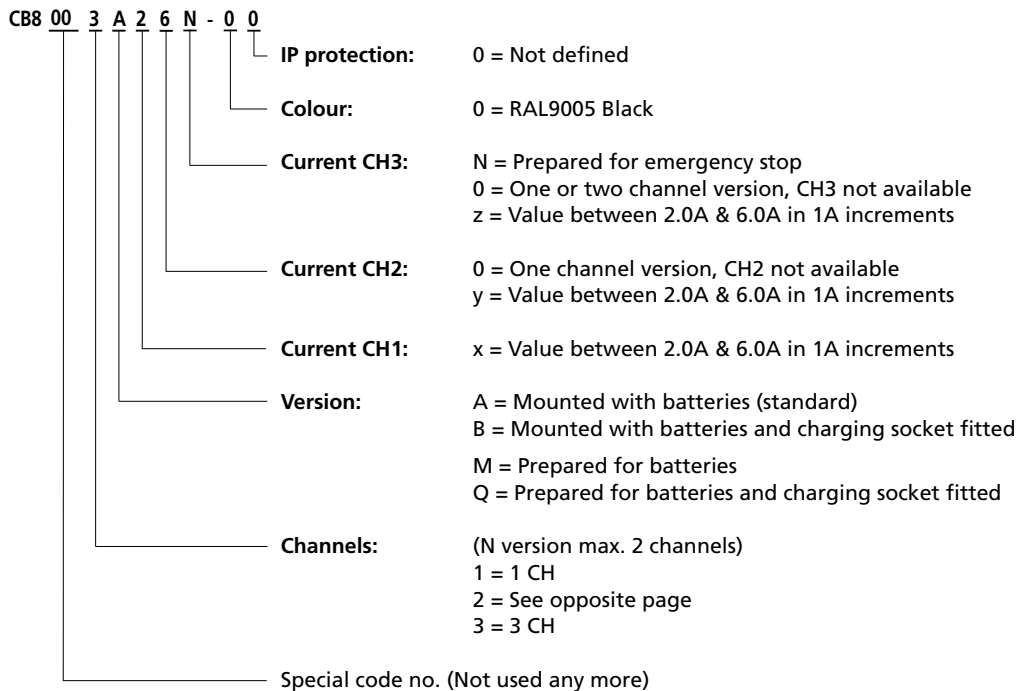 CB8 00 3 A 2 6 N - 0 0
IP protection: 0 = Not defined
Colour: 0 = RAL9005 Black
Current CH3: N = Prepared for emergency stop
0 = One or two channel version, CH3 not available
z = Value between 2.0A & 6.0A in 1A increments
Current CH2: 0 = One channel version, CH2 not available
y = Value between 2.0A & 6.0A in 1A increments
Current CH1: x = Value between 2.0A & 6.0A in 1A increments
Version: A = Mounted with batteries (standard)
B = Mounted with batteries and charging socket fitted
M = Prepared for batteries
Q = Prepared for batteries and charging socket fitted
Channels: (N version max. 2 channels)
1 = 1 CH
2 = See opposite page
3 = 3 CH
Special code no. (Not used any more)